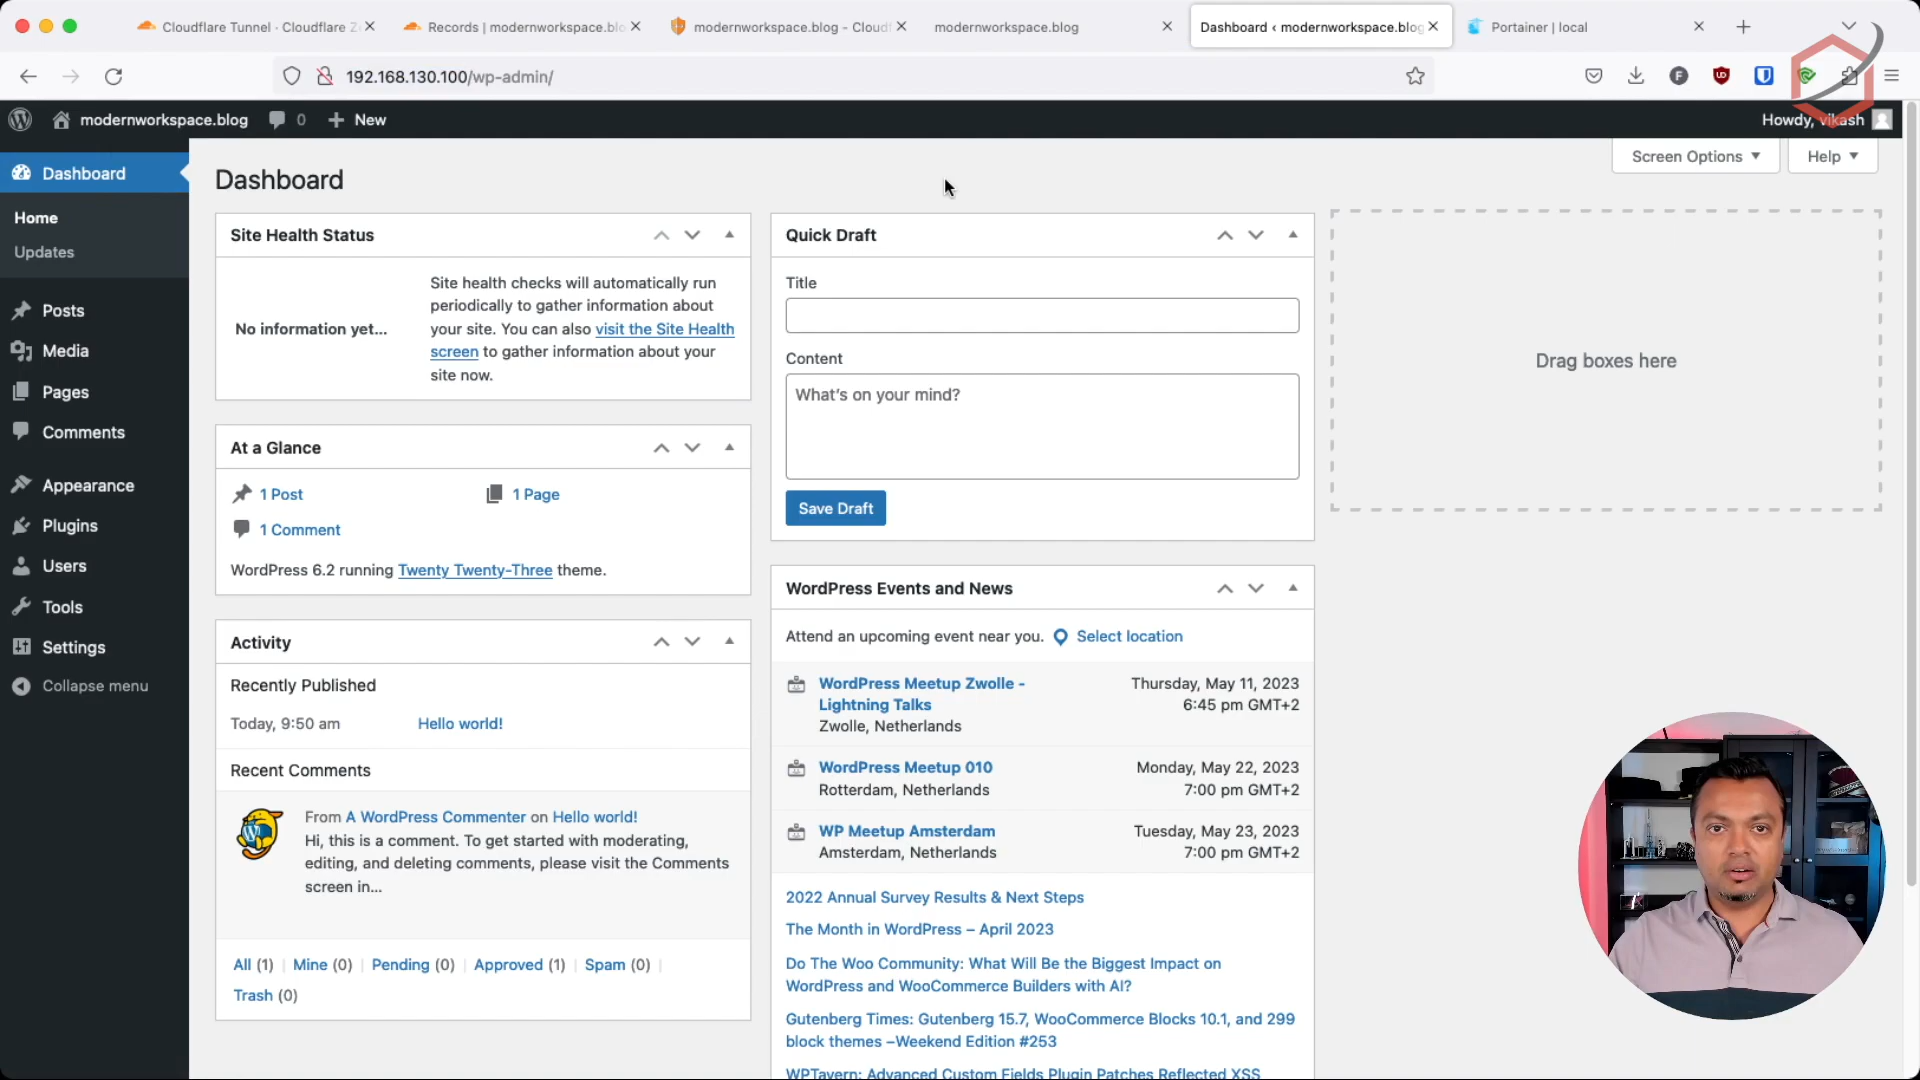 Cloudflare Tunnel · Cloudflare Ze
Records | modernworkspace.blo
modernworkspace.blog - Cloudf
modernworkspace.blog
Dashboard ‹ modernworkspace.blog
Portainer | local
192.168.130.100/wp-admin/
modernworkspace.blog
0
New
Howdy, vikash
Dashboard
Home
Updates
Posts
Media
Pages
Comments
Appearance
Plugins
Users
Tools
Settings
Collapse menu
Screen Options
Help
Dashboard
Site Health Status
No information yet...
Site health checks will automatically run
periodically to gather information about
your site. You can also visit the Site Health
screen to gather information about your
site now.
At a Glance
1 Post
1 Page
1 Comment
WordPress 6.2 running Twenty Twenty-Three theme.
Activity
Recently Published
Today, 9:50 am
Hello world!
Recent Comments
From A WordPress Commenter on Hello world!
Hi, this is a comment. To get started with moderating,
editing, and deleting comments, please visit the Comments
screen in...
All (1) | Mine (0) | Pending (0) | Approved (1) | Spam (0) |
Trash (0)
Quick Draft
Title
Content
What's on your mind?
Save Draft
WordPress Events and News
Attend an upcoming event near you.
Select location
WordPress Meetup Zwolle -
Lightning Talks
Zwolle, Netherlands
Thursday, May 11, 2023
6:45 pm GMT+2
WordPress Meetup 010
Rotterdam, Netherlands
Monday, May 22, 2023
7:00 pm GMT+2
WP Meetup Amsterdam
Amsterdam, Netherlands
Tuesday, May 23, 2023
7:00 pm GMT+2
2022 Annual Survey Results & Next Steps
The Month in WordPress – April 2023
Do The Woo Community: What Will Be the Biggest Impact on
WordPress and WooCommerce Builders with AI?
Gutenberg Times: Gutenberg 15.7, WooCommerce Blocks 10.1, and 299
block themes –Weekend Edition #253
WPTavern: Advanced Custom Fields Plugin Patches Reflected XSS
Drag boxes here